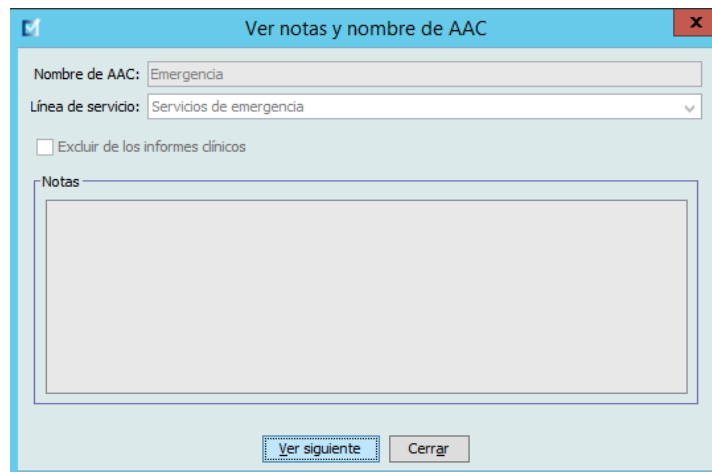 Ver notas y nombre de AAC
x
Nombre de AAC: Emergencia
Línea de servicio: Servicios de emergencia
Excluir de los informes clínicos
Notas
Ver siguiente Cerrar